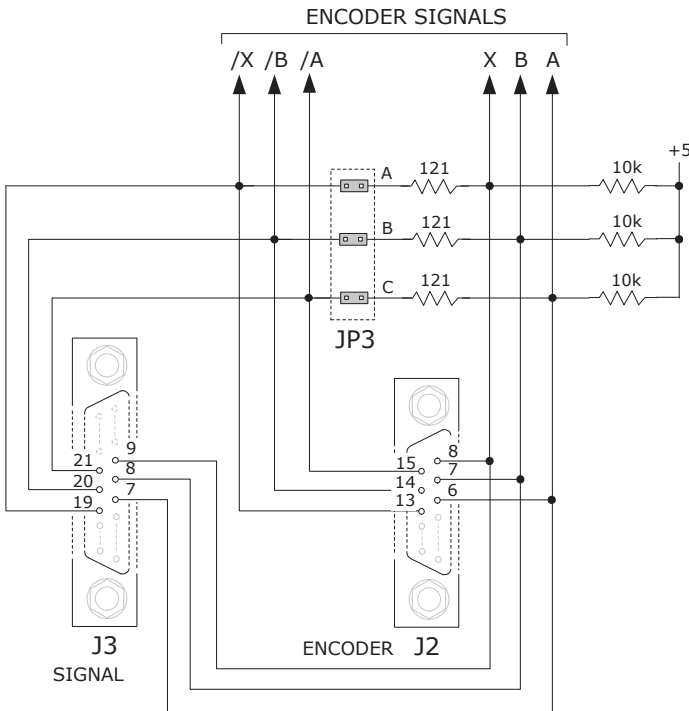 ENCODER SIGNALS
/X /B /A X B A
+5
A 121 10k
B 121 10k
C 121 10k
JP3
9
8
7
21
20
19
8
7
6
15
14
13
J3
SIGNAL
ENCODER J2